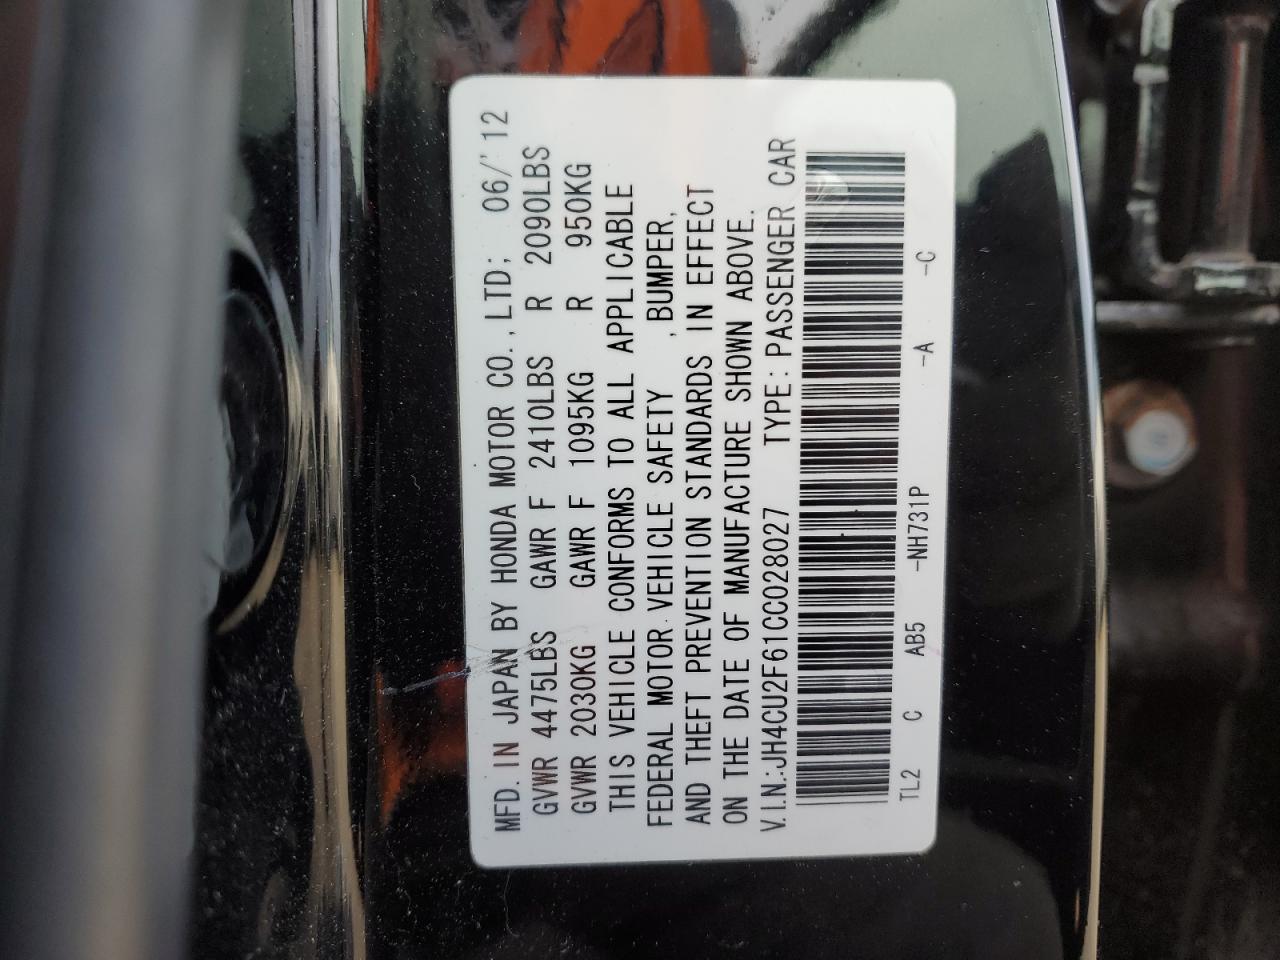 MFD. IN JAPAN BY HONDA MOTOR CO., LTD; 06/'12
GVWR 4475LBS GAWR F 2410LBS R 2090LBS
GVWR 2030KG GAWR F 1095KG R 950KG
THIS VEHICLE CONFORMS TO ALL APPLICABLE
FEDERAL MOTOR VEHICLE SAFETY ,BUMPER,
AND THEFT PREVENTION STANDARDS IN EFFECT
ON THE DATE OF MANUFACTURE SHOWN ABOVE.
V.I.N.:JH4CU2F61CC028027 TYPE:PASSENGER CAR
TL2 C AB5 -NH731P -A -C